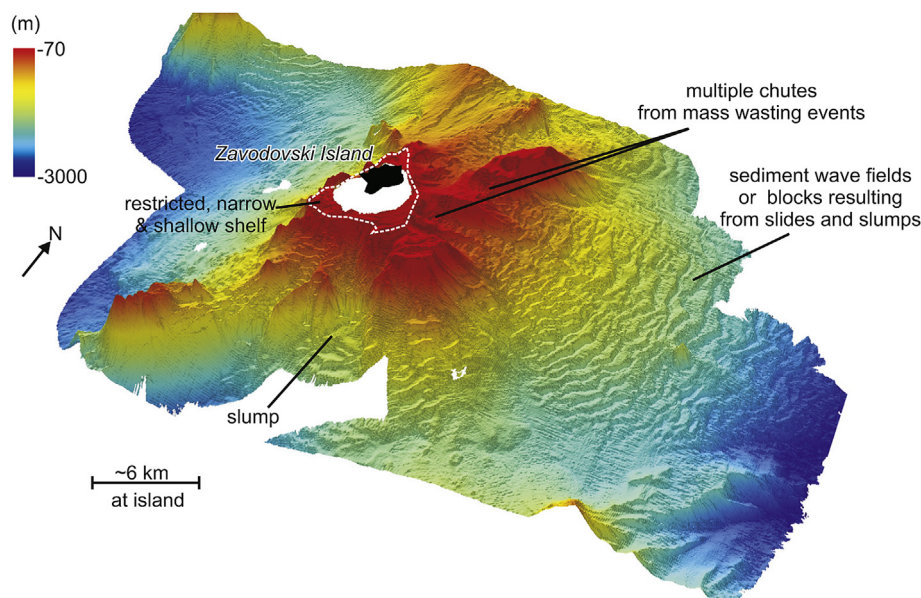 (m)
-70
-3000
N
Zavodovski Island
restricted, narrow
& shallow shelf
multiple chutes
from mass wasting events
sediment wave fields
or blocks resulting
from slides and slumps
slump
~6 km
at island